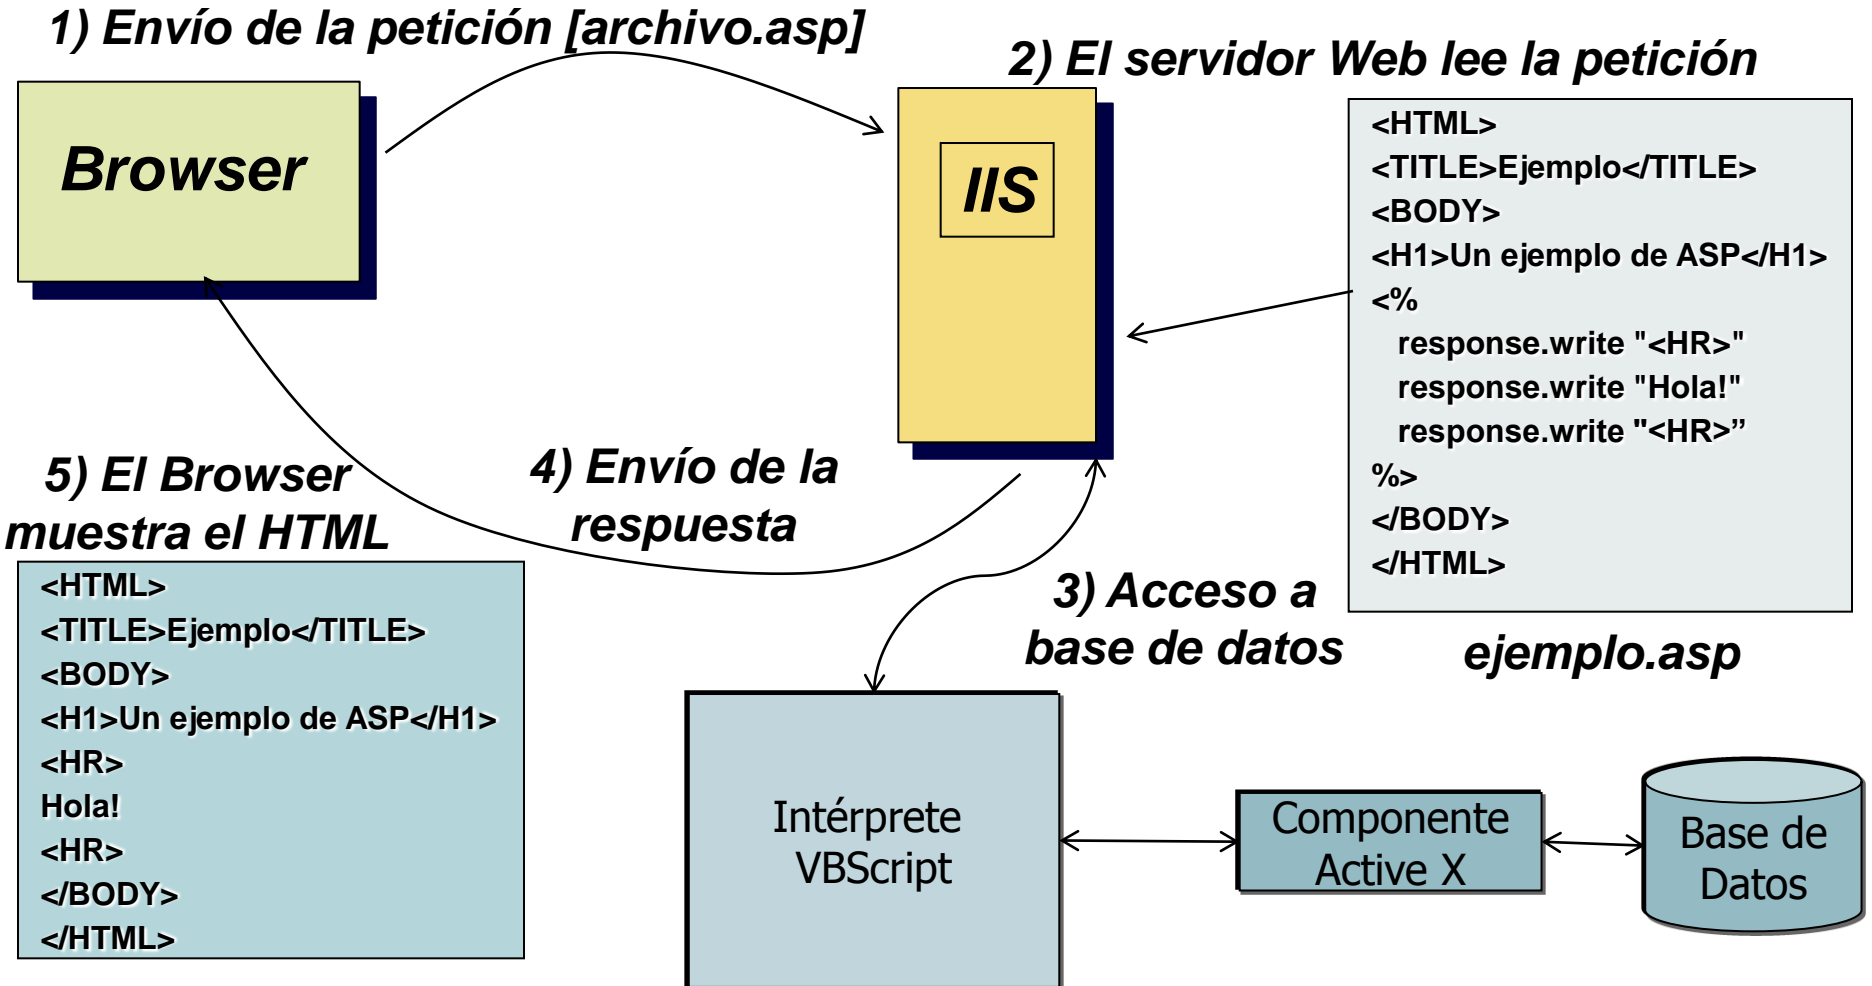 1) Envío de la petición [archivo.asp]
2) El servidor Web lee la petición
Browser
IIS
<HTML>
<TITLE>Ejemplo</TITLE>
<BODY>
<H1>Un ejemplo de ASP</H1>
<%
response.write "<HR>"
response.write "Hola!"
response.write "<HR>”
%>
</BODY>
</HTML>
ejemplo.asp
3) Acceso a
base de datos
4) Envío de la
respuesta
5) El Browser
muestra el HTML
<HTML>
<TITLE>Ejemplo</TITLE>
<BODY>
<H1>Un ejemplo de ASP</H1>
<HR>
Hola!
<HR>
</BODY>
</HTML>
Intérprete
VBScript
Componente
Active X
Base de
Datos